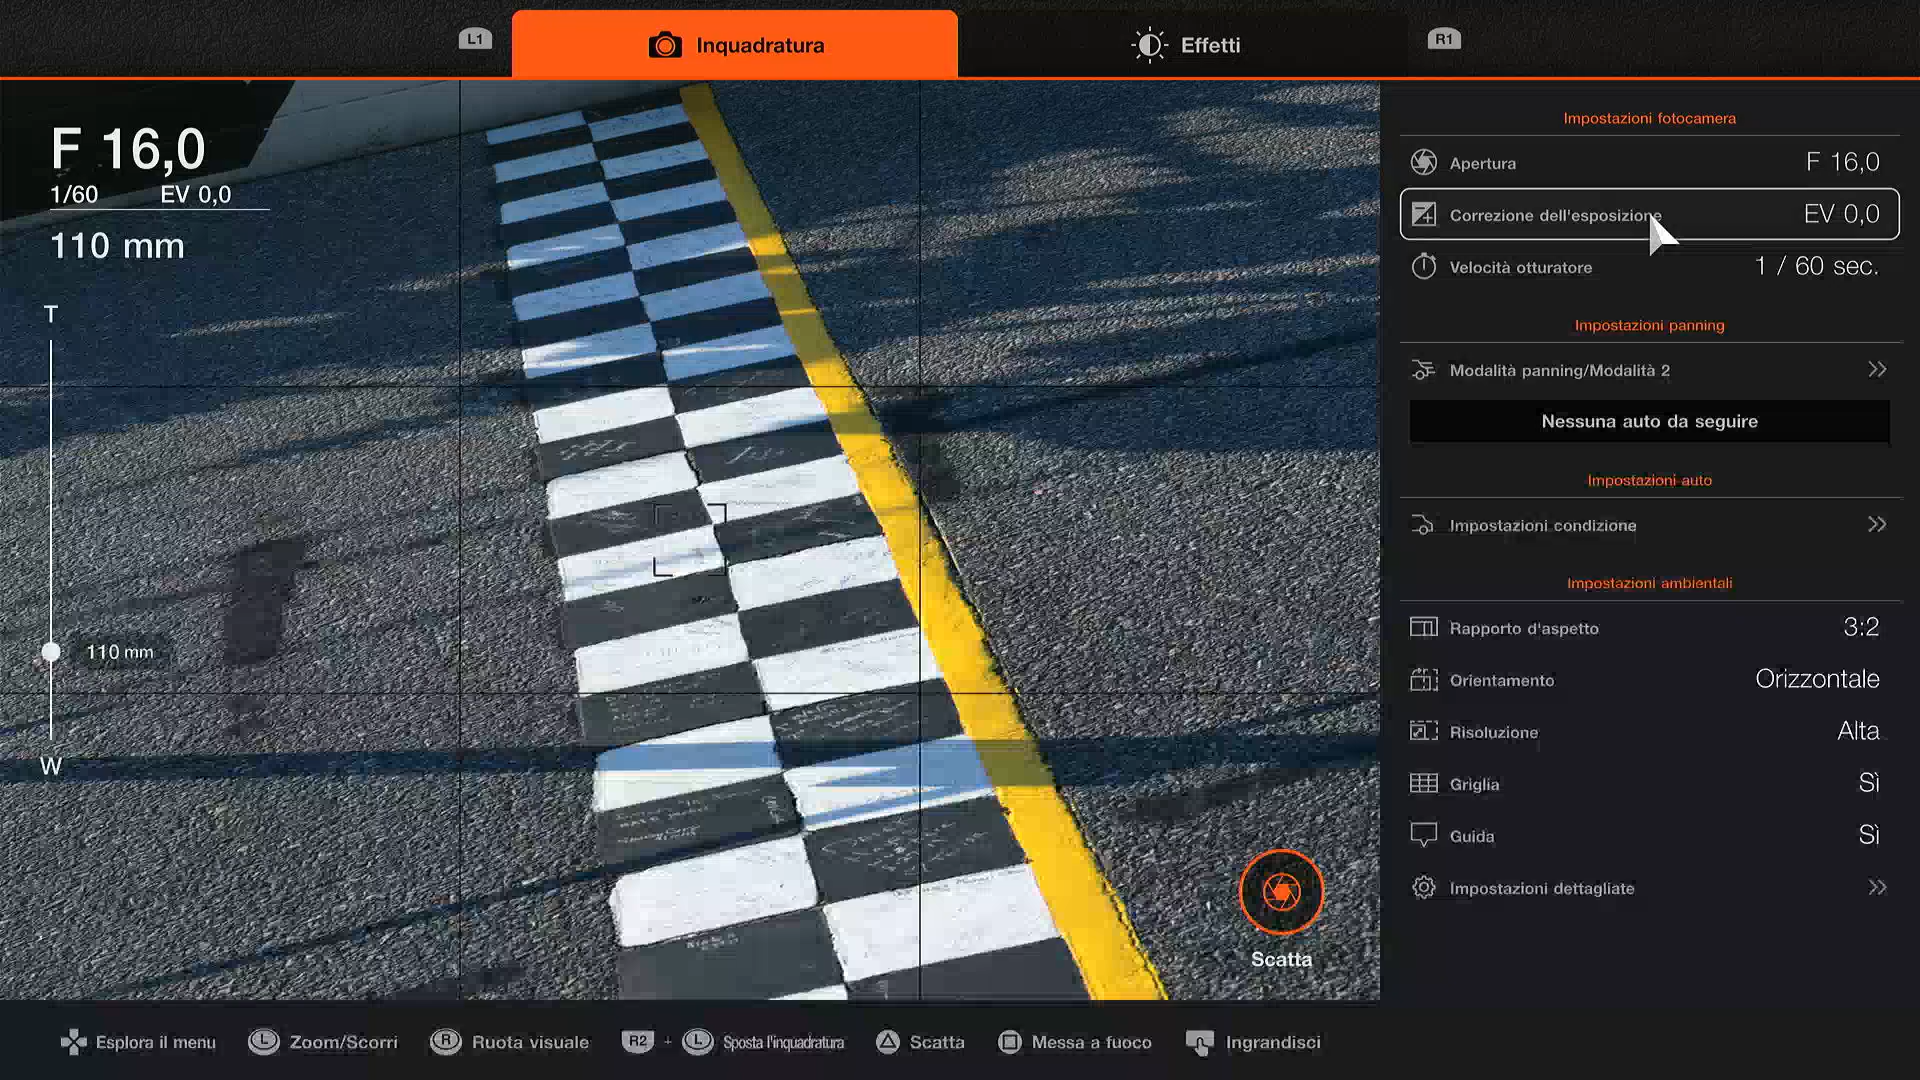 L1
Inquadratura
Effetti
R1
F 16,0
1/60 EV 0,0
110 mm
T
110 mm
W
Scatta
Impostazioni fotocamera
Apertura F 16,0
Correzione dell'esposizione EV 0,0
Velocità otturatore 1 / 60 sec.
Impostazioni panning
Modalità panning/Modalità 2
Nessuna auto da seguire
Impostazioni auto
Impostazioni condizione
Impostazioni ambientali
Rapporto d'aspetto 3:2
Orientamento Orizzontale
Risoluzione Alta
Griglia Sì
Guida Sì
Impostazioni dettagliate
Esplora il menu
L Zoom/Scorri
R Ruota visuale
R2 + L Sposta l'inquadratura
Scatta
Messa a fuoco
Ingrandisci